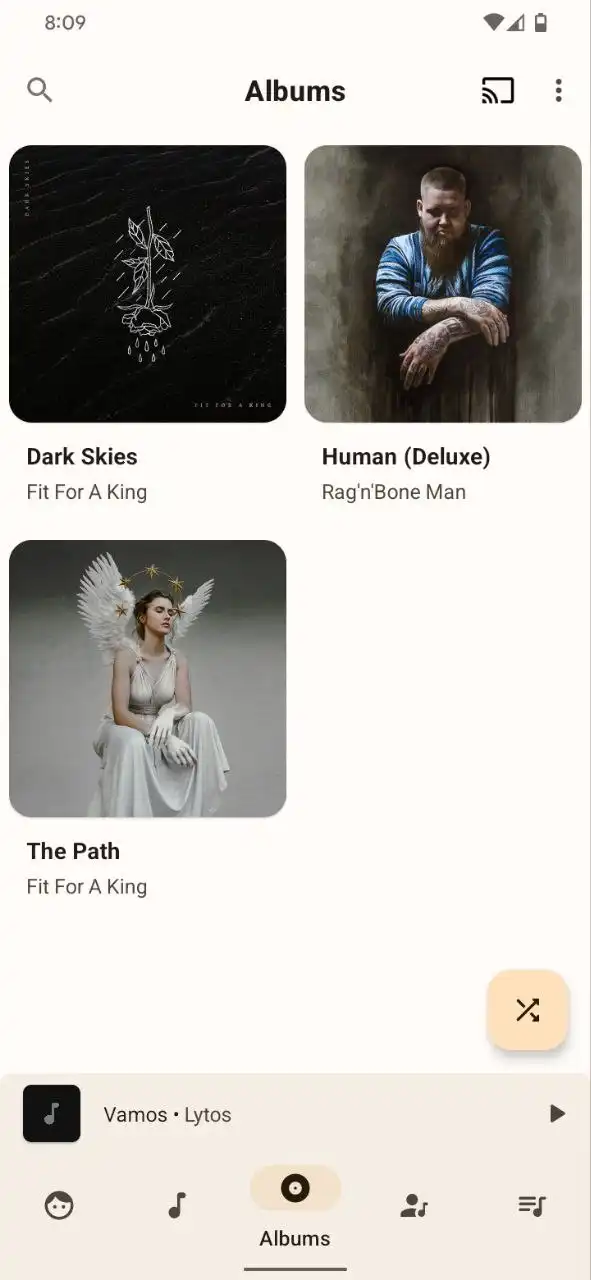 8:09
Albums
DARK SKIES
FIT FOR A KING
Dark Skies
Fit For A King
Human (Deluxe)
Rag'n'Bone Man
The Path
Fit For A King
Vamos • Lytos
Albums